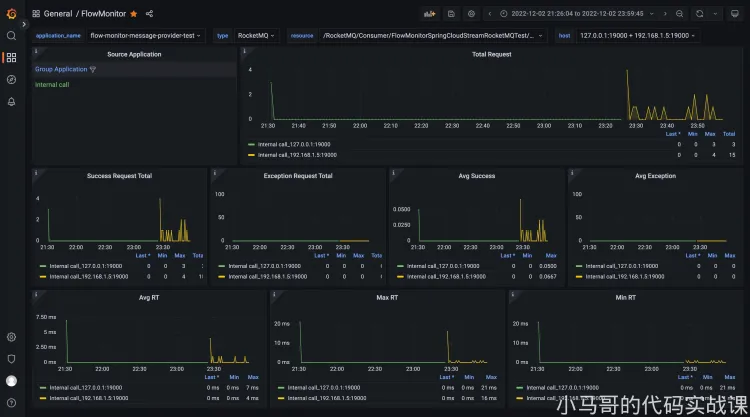 General / FlowMonitor
2022-12-02 21:26:04 to 2022-12-02 23:59:45
application_name flow-monitor-message-provider-test type RocketMQ resource /RocketMQ/Consumer/FlowMonitorSpringCloudStreamRocketMQTest/... host 127.0.0.1:19000 + 192.168.1.5:19000
Source Application
Group Application
Internal call
Total Request
4
2
0
21:30 21:40 21:50 22:00 22:10 22:20 22:30 22:40 22:50 23:00 23:10 23:20 23:30 23:40 23:50
Last * Min Max Total
Internal call_127.0.0.1:19000 0 0 3 3
Internal call_192.168.1.5:19000 0 0 4 15
Success Request Total
4
2
0
21:30 22:00 22:30 23:00 23:30
Last * Min Max Total
Internal call_127.0.0.1:19000 0 0 3
Internal call_192.168.1.5:19000 0 0 4
Exception Request Total
100
50
0
21:30 22:00 22:30 23:00 23:30
Last * Min Max Total
Internal call_127.0.0.1:19000 0 0 0
Internal call_192.168.1.5:19000 0 0 0
Avg Success
0.0500
0.0250
0
21:30 22:00 22:30 23:00 23:30
Last * Min Max
Internal call_127.0.0.1:19000 0 0 0.0500
Internal call_192.168.1.5:19000 0 0 0.0667
Avg Exception
100
50
0
21:30 22:00 22:30 23:00 23:30
Last * Min Max
Internal call_127.0.0.1:19000 0 0 0
Internal call_192.168.1.5:19000 0 0 0
Avg RT
7.50 ms
5 ms
2.50 ms
0 ms
21:30 22:00 22:30 23:00 23:30
Last * Min Max
Internal call_127.0.0.1:19000 0 ms 0 ms 7 ms
Internal call_192.168.1.5:19000 0 ms 0 ms 4 ms
Max RT
20 ms
10 ms
0 ms
21:30 22:00 22:30 23:00 23:30
Last * Min Max
Internal call_127.0.0.1:19000 0 ms 0 ms 21 ms
Internal call_192.168.1.5:19000 0 ms 0 ms 16 ms
Min RT
20 ms
10 ms
0 ms
21:30 22:00 22:30 23:00 23:30
Last * Min Max
Internal call_127.0.0.1:19000 0 ms 0 ms 21 ms
小马哥的代码实战课